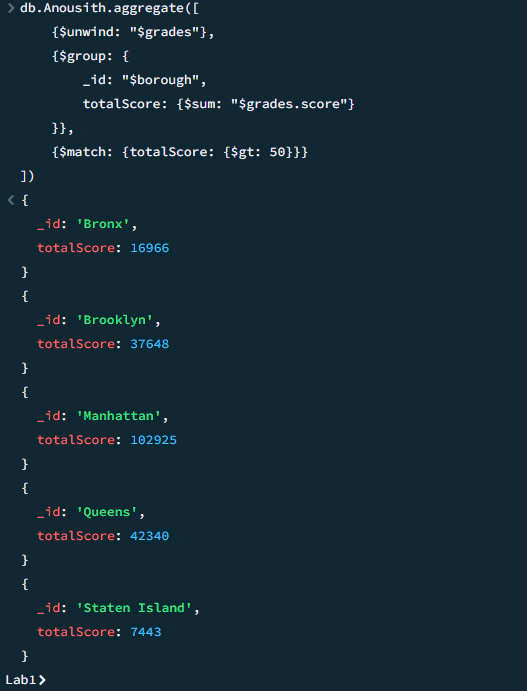 > db.Anousith.aggregate([
{$unwind: "$grades"},
{$group: {
_id: "$borough",
totalScore: {$sum: "$grades.score"}
}},
{$match: {totalScore: {$gt: 50}}}
])
< {
_id: 'Bronx',
totalScore: 16966
}
{
_id: 'Brooklyn',
totalScore: 37648
}
{
_id: 'Manhattan',
totalScore: 102925
}
{
_id: 'Queens',
totalScore: 42340
}
{
_id: 'Staten Island',
totalScore: 7443
}
Lab1>